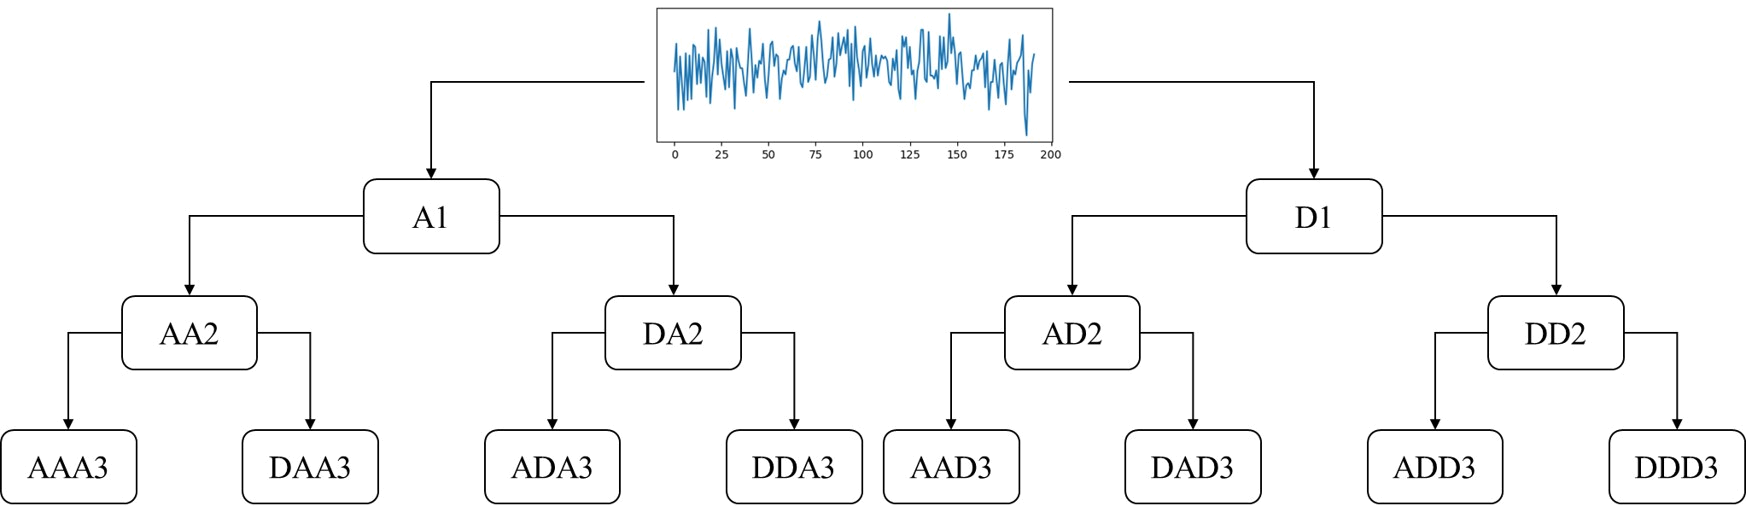 0 25 50 75 100 125 150 175 200
A1 D1
AA2 DA2 AD2 DD2
AAA3 DAA3 ADA3 DDA3 AAD3 DAD3 ADD3 DDD3